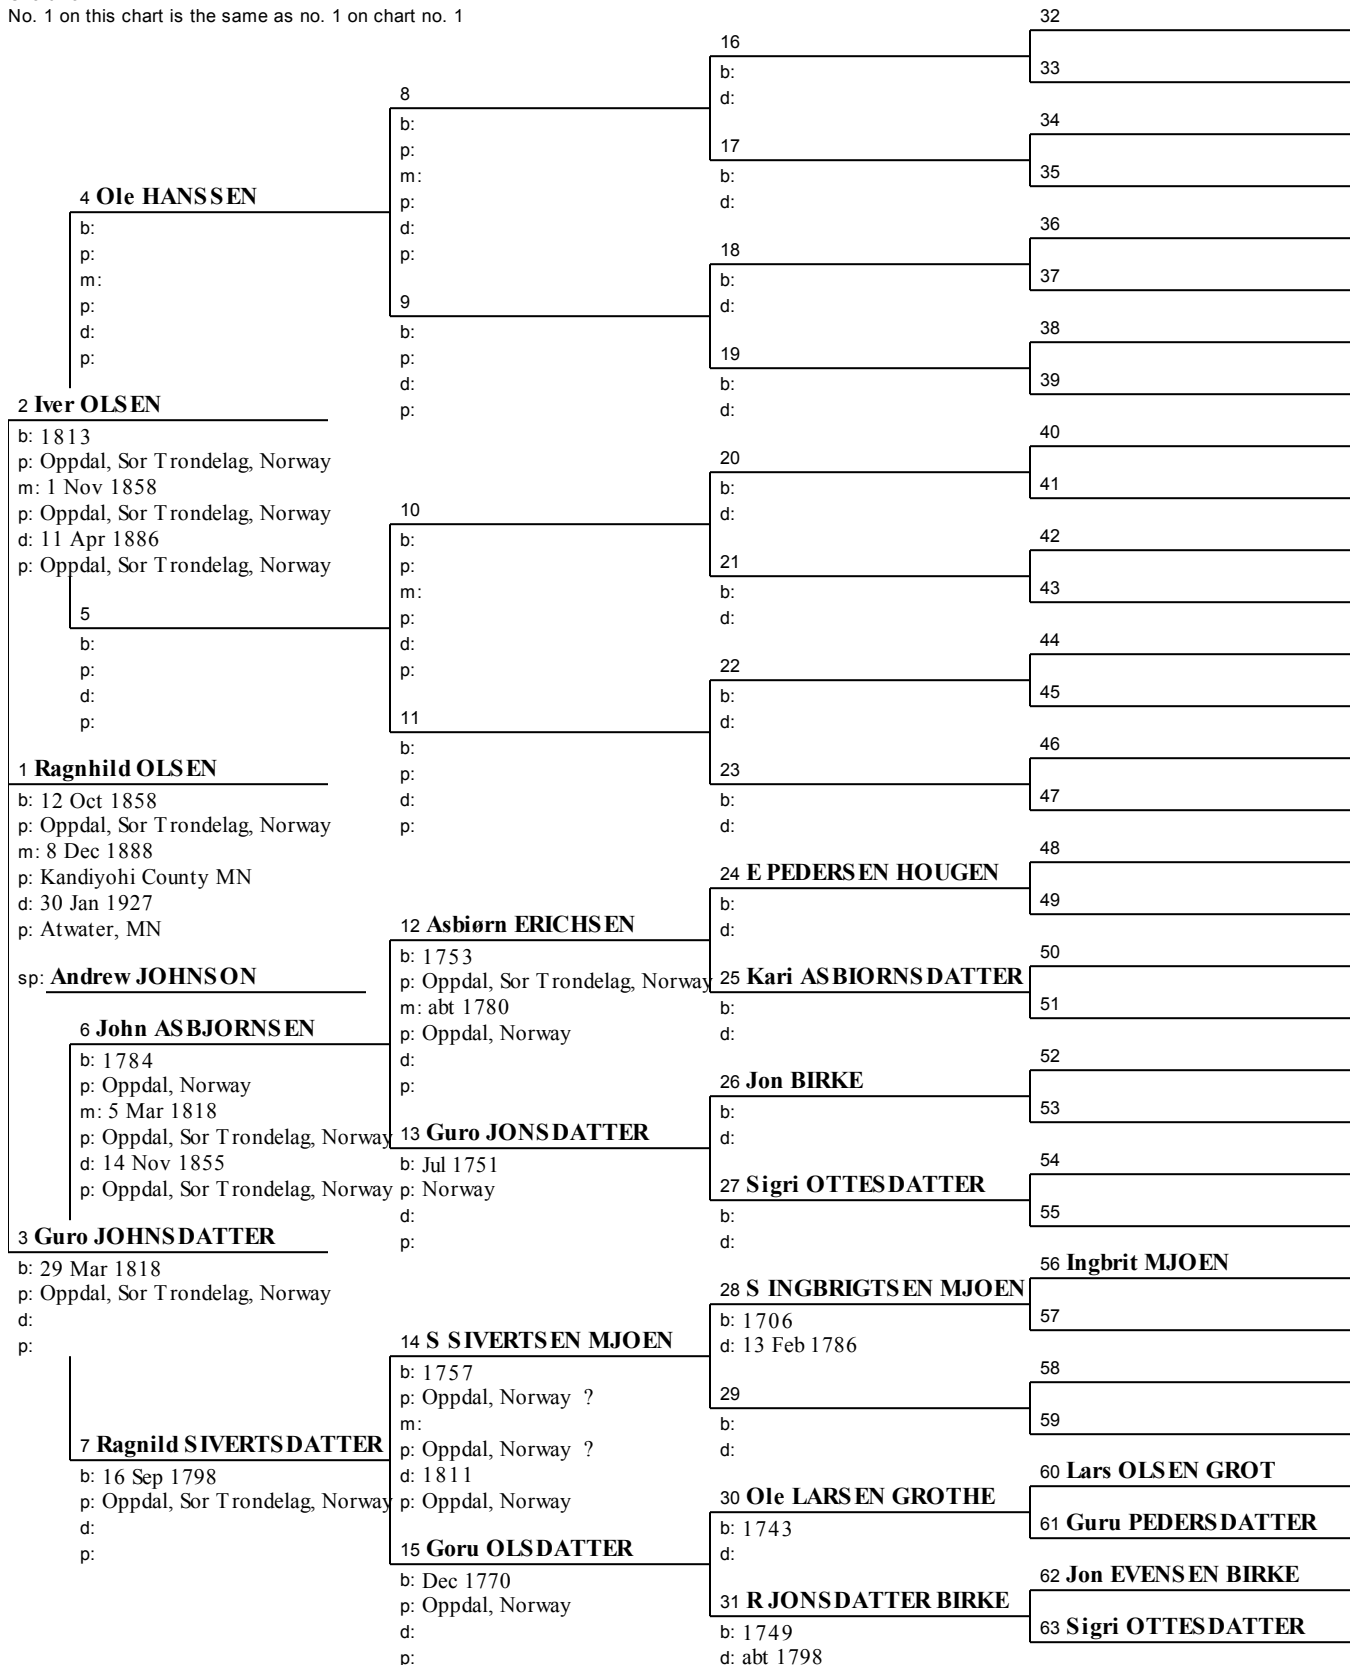 No. 1 on this chart is the same as no. 1 on chart no. 1
2 Iver OLSEN
b: 1813
p: Oppdal, Sor Trondelag, Norway
m: 1 Nov 1858
p: Oppdal, Sor Trondelag, Norway
d: 11 Apr 1886
p: Oppdal, Sor Trondelag, Norway
1 Ragnhild OLSEN
b: 12 Oct 1858
p: Oppdal, Sor Trondelag, Norway
m: 8 Dec 1888
p: Kandiyohi County MN
d: 30 Jan 1927
p: Atwater, MN
sp: Andrew JOHNSON
3 Guro JOHNSDATTER
b: 29 Mar 1818
p: Oppdal, Sor Trondelag, Norway
d:
p:
4 Ole HANSSEN
b:
p:
m:
p:
d:
p:
5
b:
p:
d:
p:
6 John ASBJORNSEN
b: 1784
p: Oppdal, Norway
m: 5 Mar 1818
p: Oppdal, Sor Trondelag, Norway
d: 14 Nov 1855
p: Oppdal, Sor Trondelag, Norway
7 Ragnild SIVERTSDATTER
b: 16 Sep 1798
p: Oppdal, Sor Trondelag, Norway
d:
p:
8
b:
p:
m:
p:
d:
p:
9
b:
p:
d:
p:
10
b:
p:
m:
p:
d:
p:
11
b:
p:
d:
p:
12 Asbiørn ERICHSEN
b: 1753
p: Oppdal, Sor Trondelag, Norway
m: abt 1780
p: Oppdal, Norway
d:
p:
13 Guro JONSDATTER
b: Jul 1751
p: Norway
d:
p:
14 S SIVERTSEN MJOEN
b: 1757
p: Oppdal, Norway ?
m:
p: Oppdal, Norway ?
d: 1811
p: Oppdal, Norway
15 Goru OLSDATTER
b: Dec 1770
p: Oppdal, Norway
d:
p:
16
b:
d:
17
b:
d:
18
b:
d:
19
b:
d:
20
b:
d:
21
b:
d:
22
b:
d:
23
b:
d:
24 E PEDERSEN HOUGEN
b:
d:
25 Kari ASBIORNSDATTER
b:
d:
26 Jon BIRKE
b:
d:
27 Sigri OTTESDATTER
b:
d:
28 S INGBRIGTSEN MJOEN
b: 1706
d: 13 Feb 1786
29
b:
d:
30 Ole LARSEN GROTHE
b: 1743
d:
31 R JONSDATTER BIRKE
b: 1749
d: abt 1798
32
33
34
35
36
37
38
39
40
41
42
43
44
45
46
47
48
49
50
51
52
53
54
55
56 Ingbrit MJOEN
57
58
59
60 Lars OLSEN GROT
61 Guru PEDERSDATTER
62 Jon EVENSEN BIRKE
63 Sigri OTTESDATTER